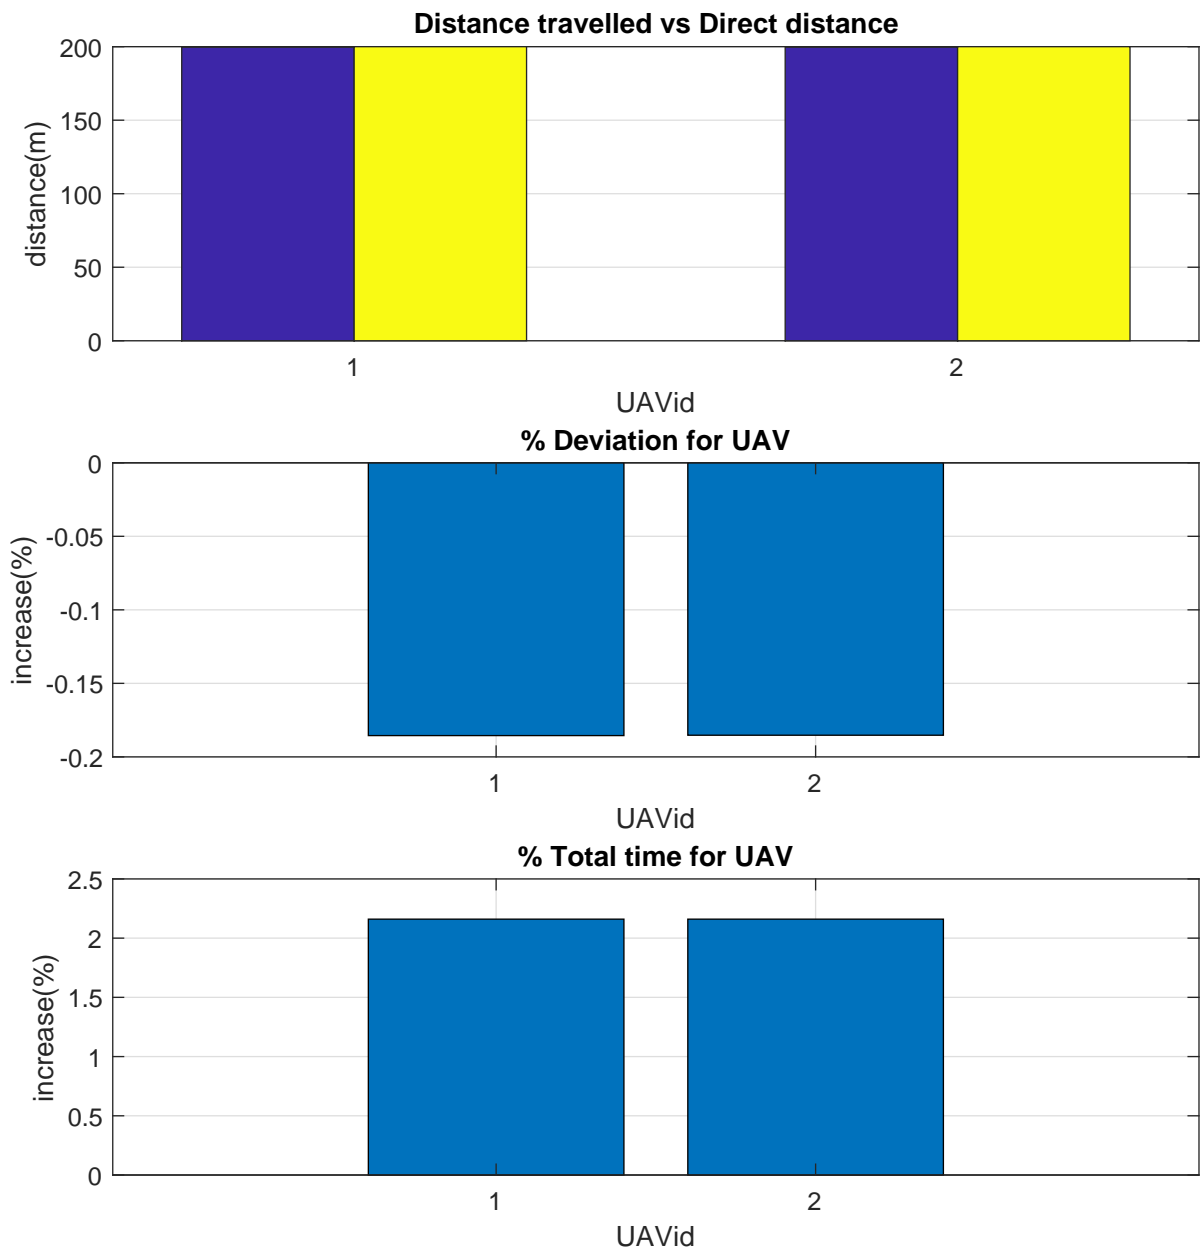 Distance travelled vs Direct distance
200
150
100
50
0
distance(m)
1
2
UAVid
% Deviation for UAV
0
-0.05
-0.1
-0.15
-0.2
increase(%)
1
2
UAVid
% Total time for UAV
2.5
2
1.5
1
0.5
0
increase(%)
1
2
UAVid